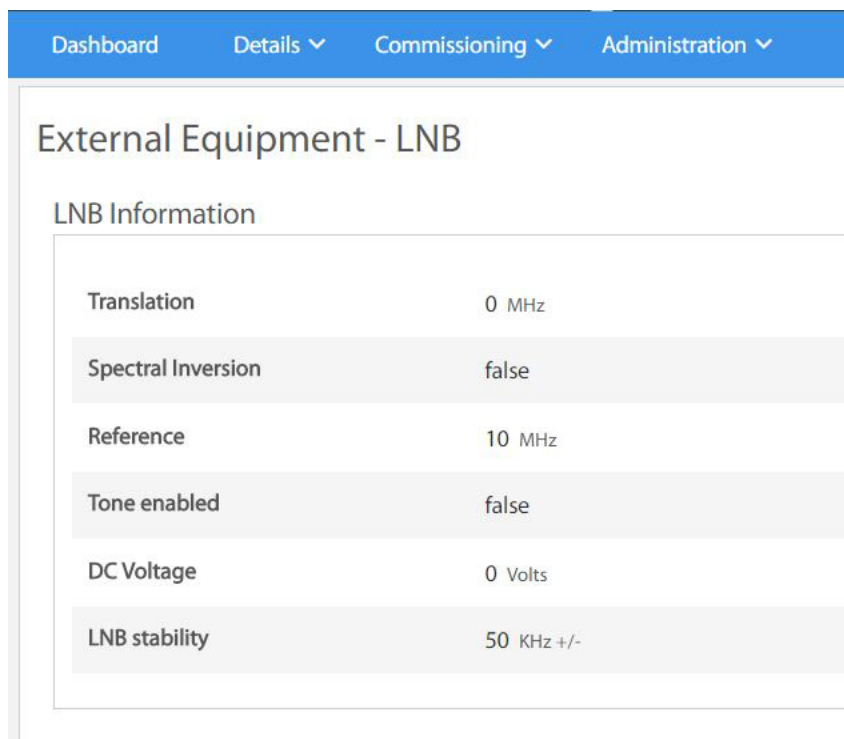 Dashboard Details Commissioning Administration
External Equipment - LNB
LNB Information
Translation 0 MHz
Spectral Inversion false
Reference 10 MHz
Tone enabled false
DC Voltage 0 Volts
LNB stability 50 KHz +/-